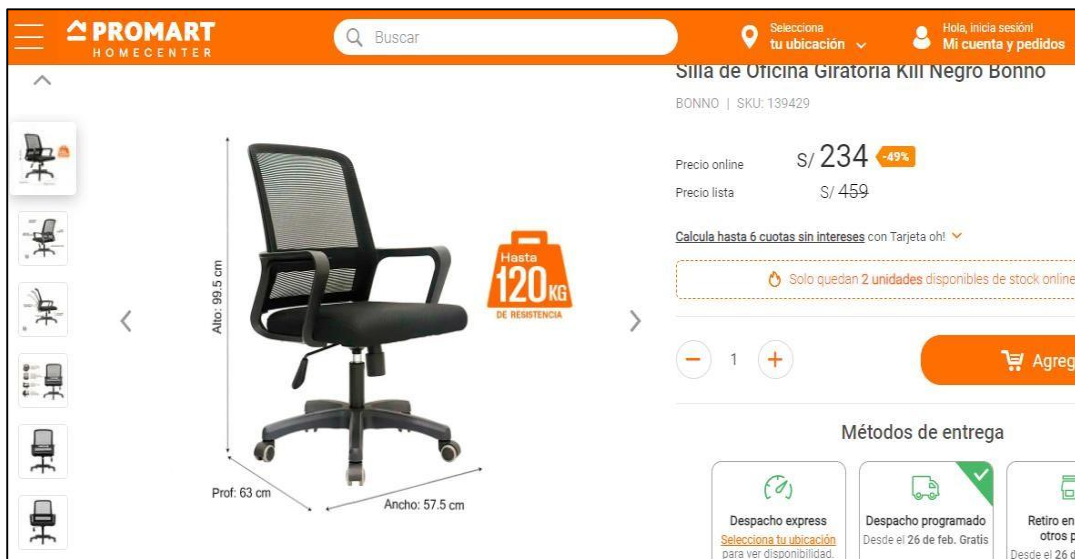 PROMART
HOMECENTER
Buscar
Selecciona
tu ubicación
Hola, inicia sesión!
Mi cuenta y pedidos
Silla de Oficina Giratoria Kill Negro Bonno
BONNO | SKU: 139429
Precio online S/ 234 -49%
Precio lista S/ 459
Calcula hasta 6 cuotas sin intereses con Tarjeta oh!
Solo quedan 2 unidades disponibles de stock online
1
Agreg
Métodos de entrega
Despacho express
Selecciona tu ubicación
para ver disponibilidad.
Despacho programado
Desde el 26 de feb. Gratis
Retiro en
otros p
Desde el 26 d
Alto: 99.5 cm
Hasta
120KG
DE RESISTENCIA
Prof: 63 cm
Ancho: 57.5 cm